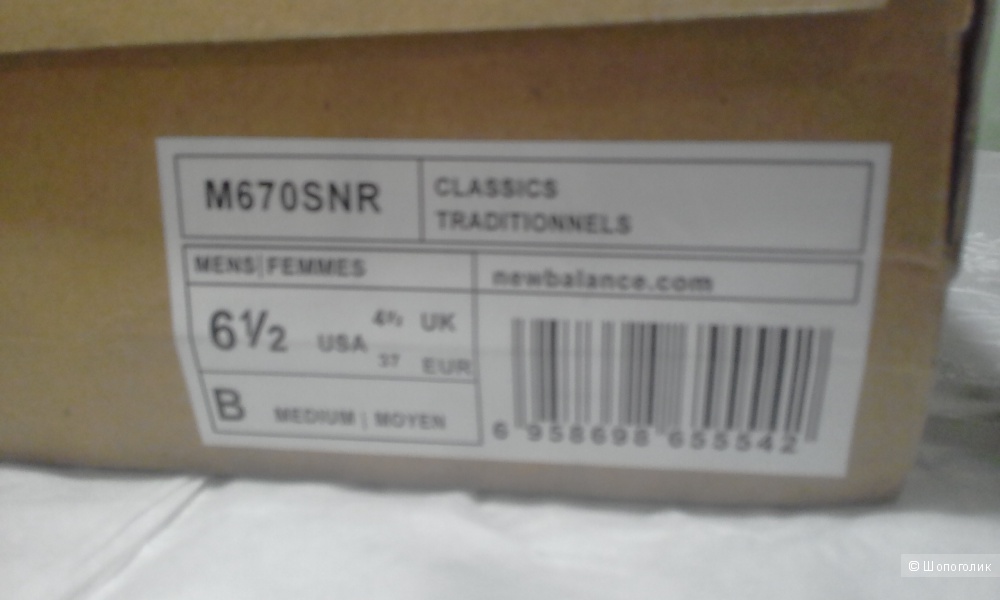 M670SNR
CLASSICS
TRADITIONNELS
MENS|FEMMES
newbalance.com
6½ USA
4½ UK
37 EUR
B MEDIUM | MOYEN
6 958698 655542
© Шопоголик